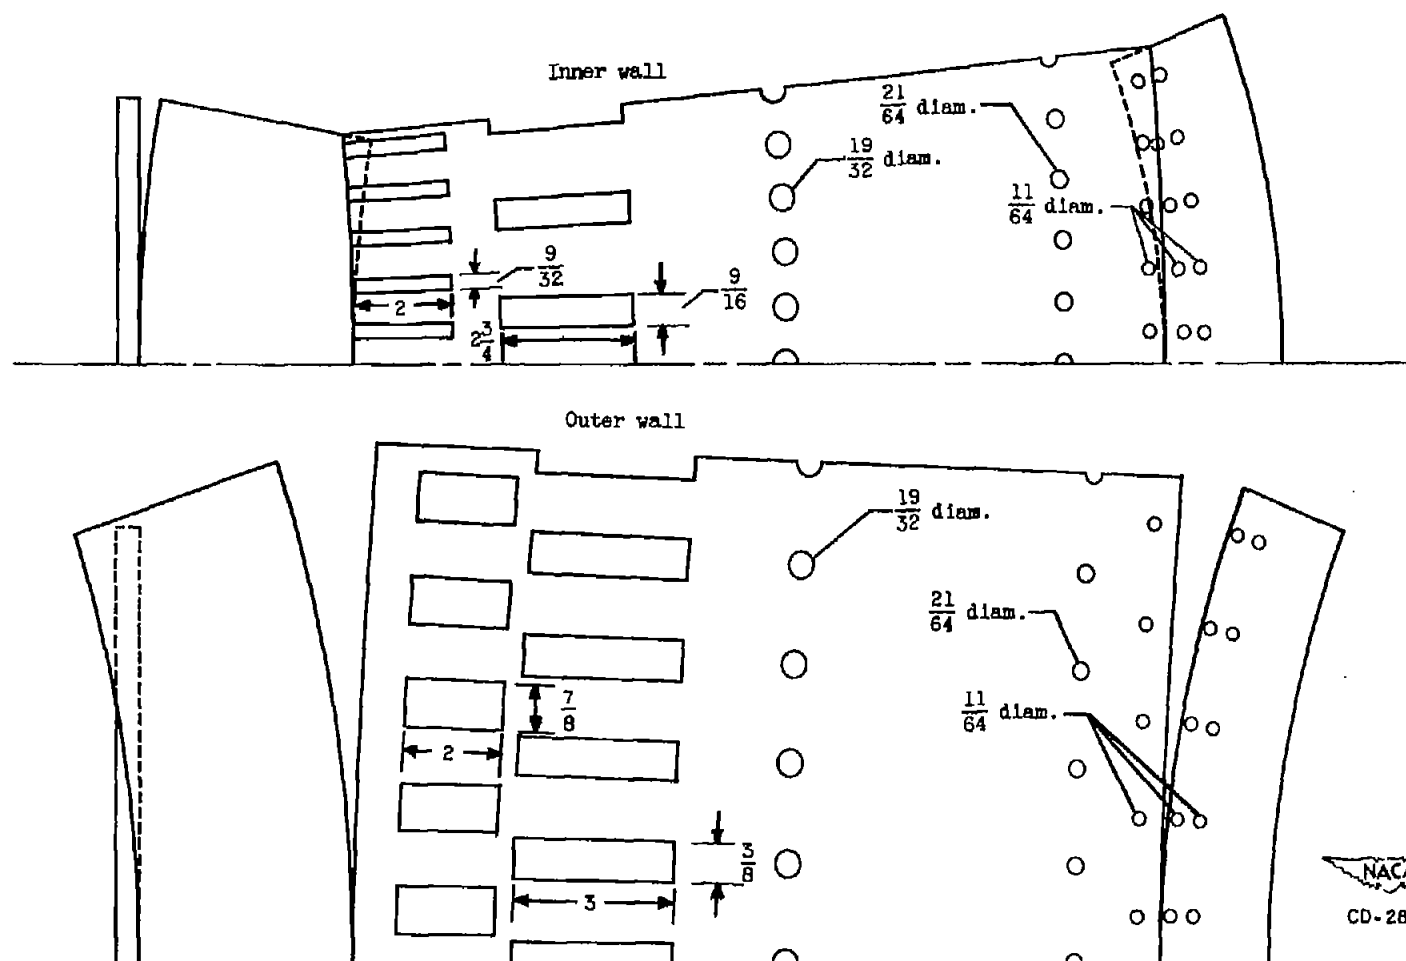 Inner wall
21/64 diam.
19/32 diam.
11/64 diam.
9/32
9/16
2
2 3/4
Outer wall
19/32 diam.
21/64 diam.
7/8
11/64 diam.
2
3/8
3
NACA
CD-28